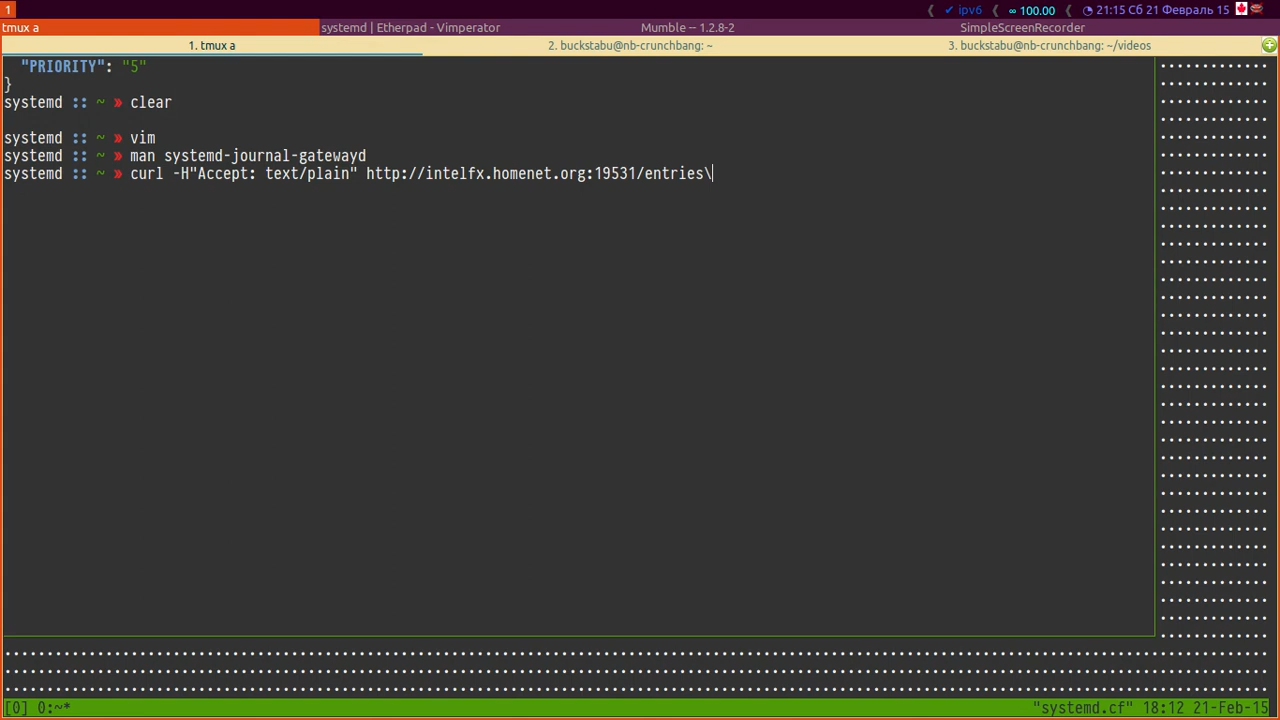 1 ✔ ipv6 ∞ 100.00 21:15 Сб 21 Февраль 15
tmux a systemd | Etherpad - Vimperator Mumble -- 1.2.8-2 SimpleScreenRecorder
1. tmux a 2. buckstabu@nb-crunchbang: ~ 3. buckstabu@nb-crunchbang: ~/videos
"PRIORITY": "5"
}
systemd :: ~ » clear
systemd :: ~ » vim
systemd :: ~ » man systemd-journal-gatewayd
systemd :: ~ » curl -H"Accept: text/plain" http://intelfx.homenet.org:19531/entries\
[0] 0:~* "systemd.cf" 18:12 21-Feb-15